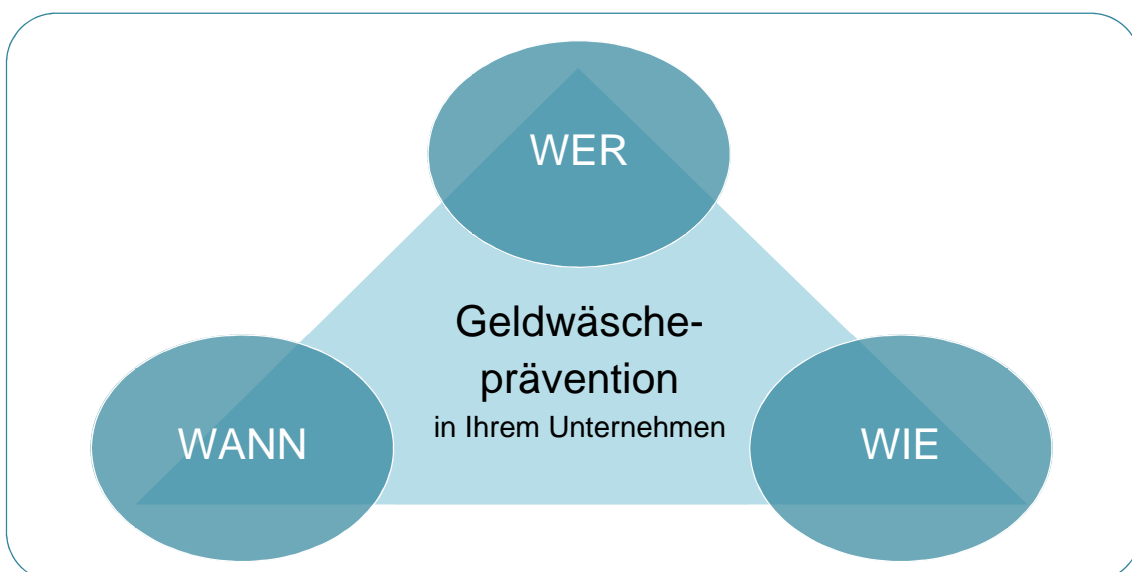 WER
Geldwäsche-
prävention
in Ihrem Unternehmen
WANN
WIE